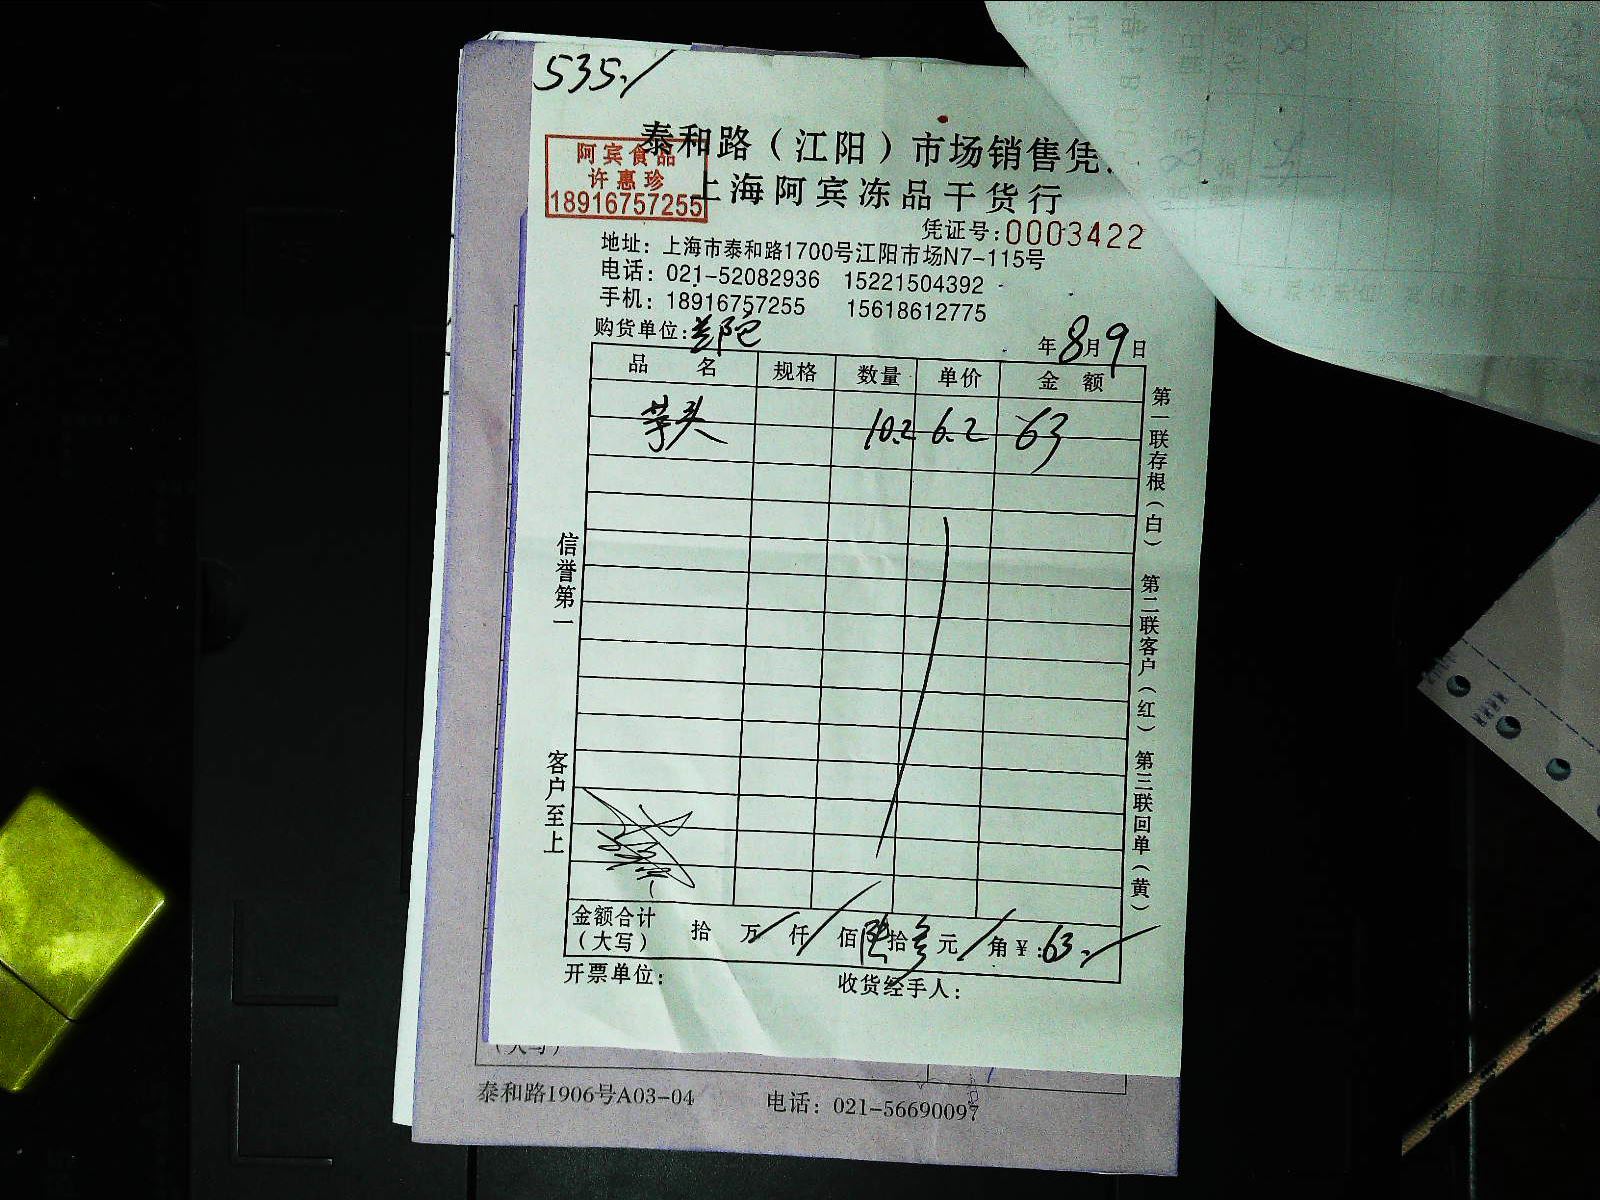 535./
泰和路（江阳）市场销售凭
阿宾食品
许惠珍
18916757255
上海阿宾冻品干货行
凭证号:0003422
地址：上海市泰和路1700号江阳市场N7-115号
电话：021-52082936 15221504392
手机：18916757255 15618612775
购货单位:
年8月9日
品 名 规格 数量 单价 金 额
芋头 10.2 6.2 63
信誉第一
客户至上
第一联存根（白） 第二联客户（红） 第三联回单（黄）
金额合计（大写） 拾 万 仟 佰 陆拾叁元 角¥:63./
开票单位： 收货经手人：
（大写）
泰和路1906号A03-04 电话：021-56690097